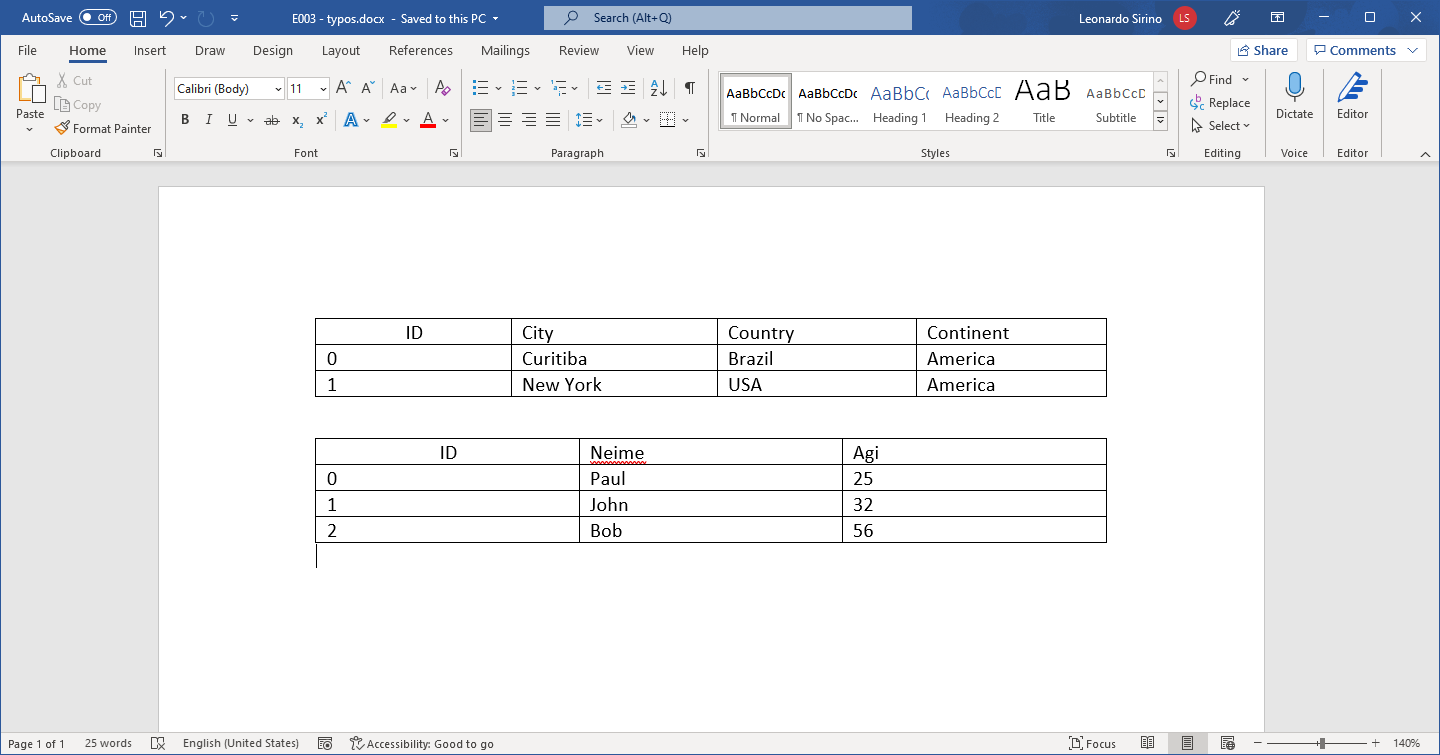 AutoSave Off E003 - typos.docx - Saved to this PC Search (Alt+Q) Leonardo Sirino LS
File Home Insert Draw Design Layout References Mailings Review View Help Share Comments
Paste Cut Copy Format Painter
Calibri (Body) 11 A A Aa A
B I U ab x₂ x² A A
AaBbCcDc AaBbCcDc AaBbCc AaBbCcD AaB AaBbCcD
¶ Normal ¶ No Spac... Heading 1 Heading 2 Title Subtitle
Find Replace Select
Dictate Editor
Clipboard Font Paragraph Styles Editing Voice Editor
ID City Country Continent
0 Curitiba Brazil America
1 New York USA America
ID Neime Agi
0 Paul 25
1 John 32
2 Bob 56
Page 1 of 1 25 words English (United States) Accessibility: Good to go Focus 140%